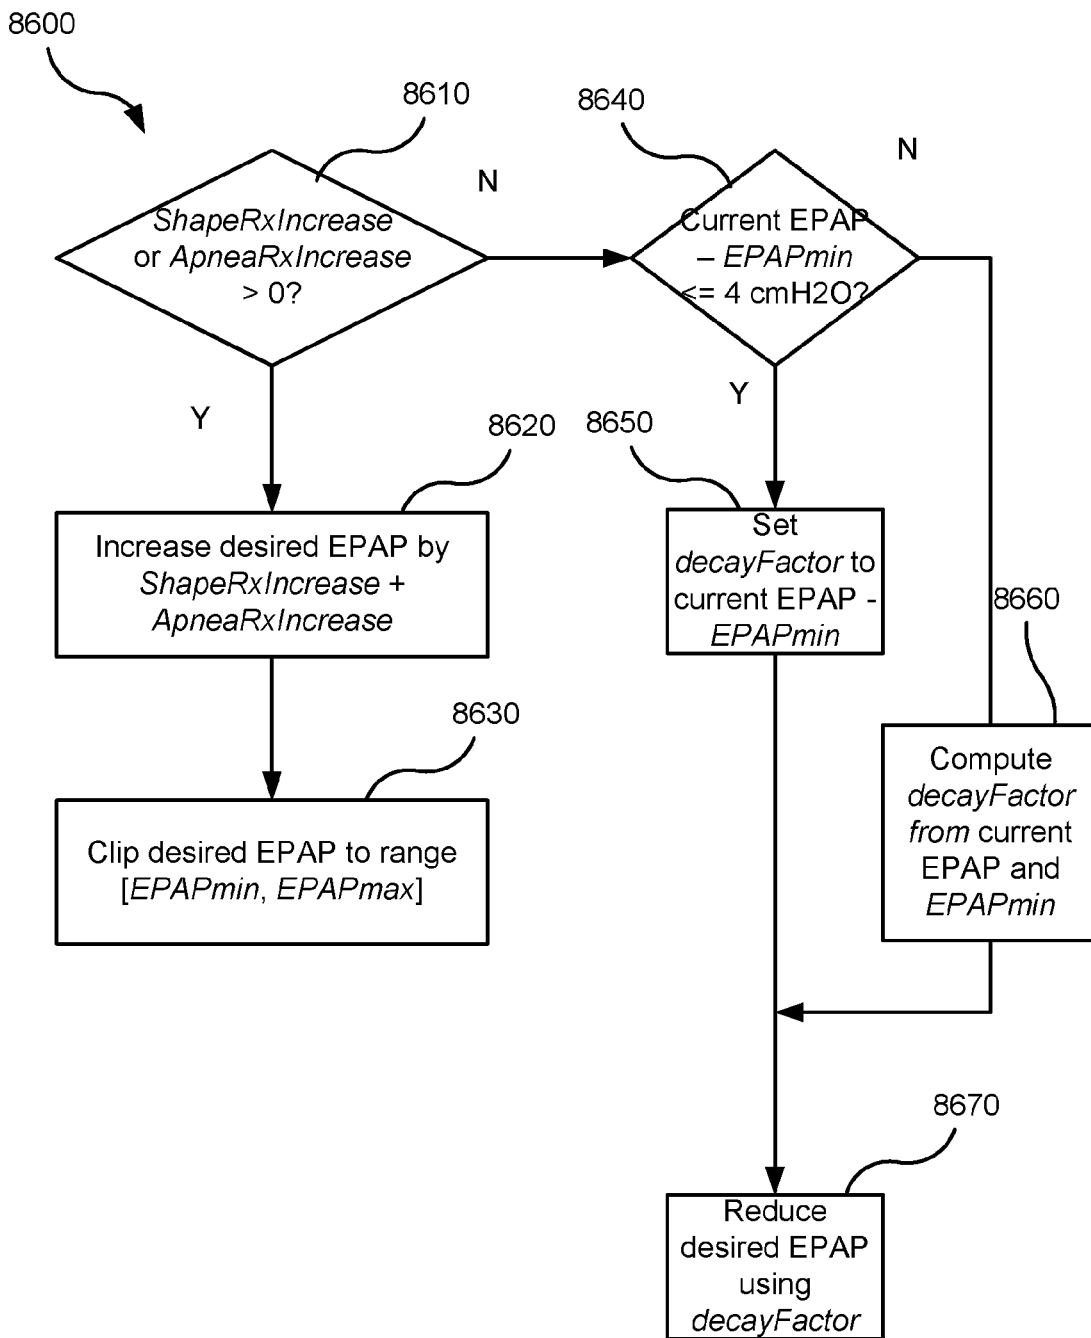 8600
8610
8640
ShapeRxIncrease
or ApneaRxIncrease
> 0?
N
Current EPAP
– EPAPmin
<= 4 cmH2O?
N
Y
Y
8620
8650
Increase desired EPAP by
ShapeRxIncrease +
ApneaRxIncrease
Set
decayFactor to
current EPAP -
EPAPmin
8660
8630
Clip desired EPAP to range
[EPAPmin, EPAPmax]
Compute
decayFactor
from current
EPAP and
EPAPmin
8670
Reduce
desired EPAP
using
decayFactor